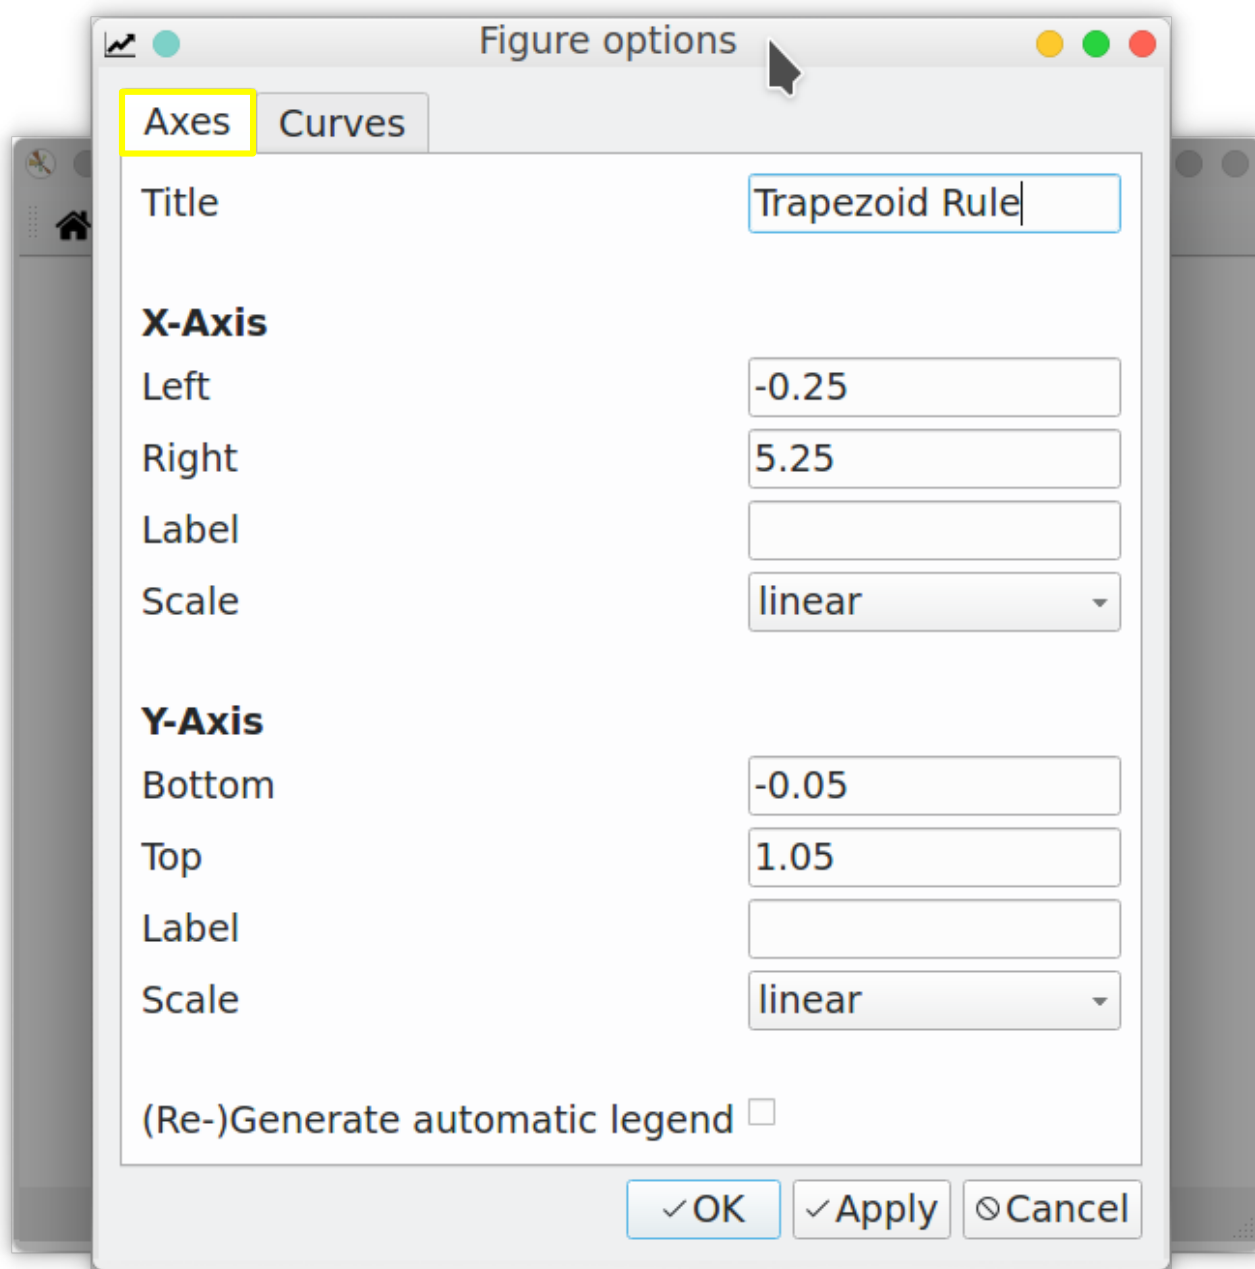 Figure options
Axes Curves
Title Trapezoid Rule
X-Axis
Left -0.25
Right 5.25
Label
Scale linear
Y-Axis
Bottom -0.05
Top 1.05
Label
Scale linear
(Re-)Generate automatic legend
OK Apply Cancel